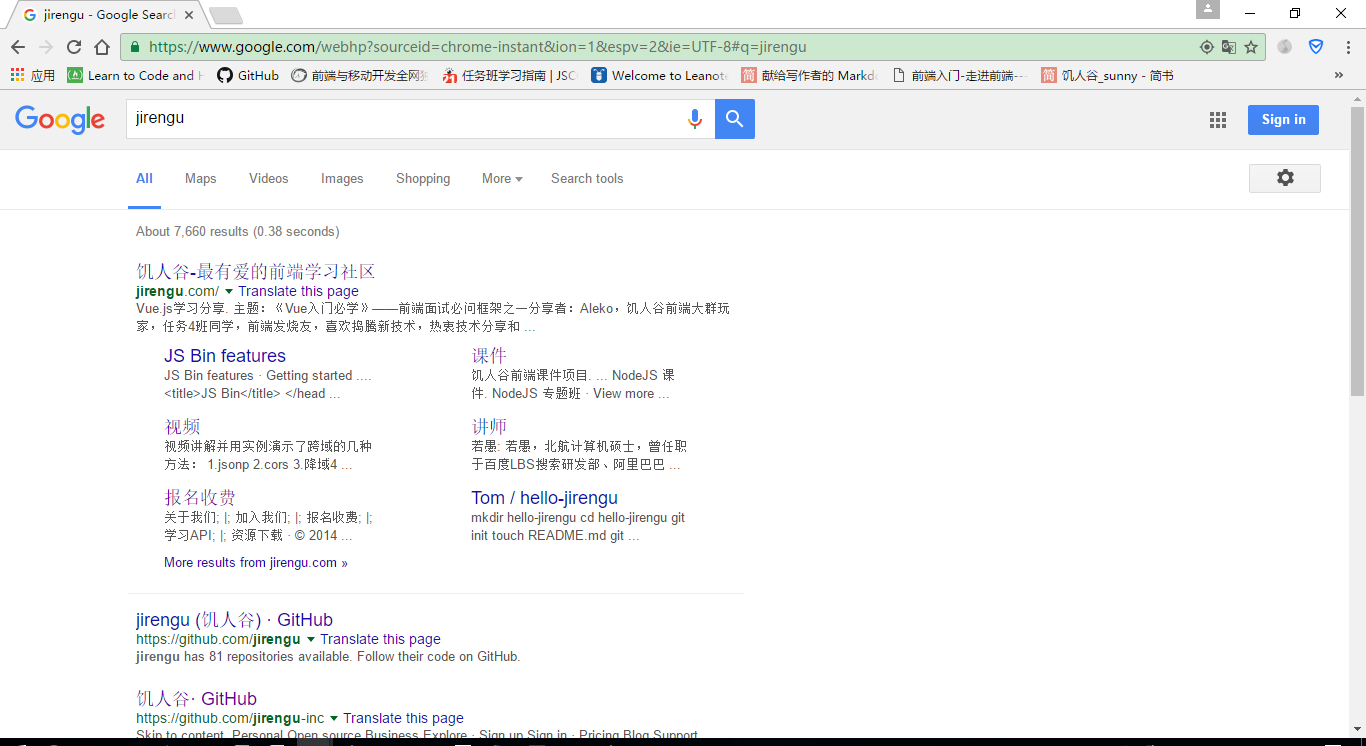 jirengu - Google Searc
https://www.google.com/webhp?sourceid=chrome-instant&ion=1&espv=2&ie=UTF-8#q=jirengu
应用 Learn to Code and H GitHub 前端与移动开发全网 任务班学习指南 | JSC Welcome to Leanote 简 献给写作者的 Markd 前端入门-走进前端--- 简 饥人谷_sunny - 简书 »
Google jirengu Sign in
All Maps Videos Images Shopping More Search tools
About 7,660 results (0.38 seconds)
饥人谷-最有爱的前端学习社区
jirengu.com/ Translate this page
Vue.js学习分享. 主题：《Vue入门必学》——前端面试必问框架之一分享者：Aleko，饥人谷前端大群玩
家，任务4班同学，前端发烧友，喜欢捣腾新技术，热衷技术分享和 ...
JS Bin features
JS Bin features · Getting started ....
<title>JS Bin</title> </head ...
课件
饥人谷前端课件项目. ... NodeJS 课
件. NodeJS 专题班 · View more ...
视频
视频讲解并用实例演示了跨域的几种
方法： 1.jsonp 2.cors 3.降域4 ...
讲师
若愚: 若愚，北航计算机硕士，曾任职
于百度LBS搜索研发部、阿里巴巴 ...
报名收费
关于我们; |; 加入我们; |; 报名收费; |;
学习API; |; 资源下载 · © 2014 ...
Tom / hello-jirengu
mkdir hello-jirengu cd hello-jirengu git
init touch README.md git ...
More results from jirengu.com »
jirengu (饥人谷) · GitHub
https://github.com/jirengu Translate this page
jirengu has 81 repositories available. Follow their code on GitHub.
饥人谷· GitHub
https://github.com/jirengu-inc Translate this page
Skip to content. Personal Open source Business Explore · Sign up Sign in · Pricing Blog Support